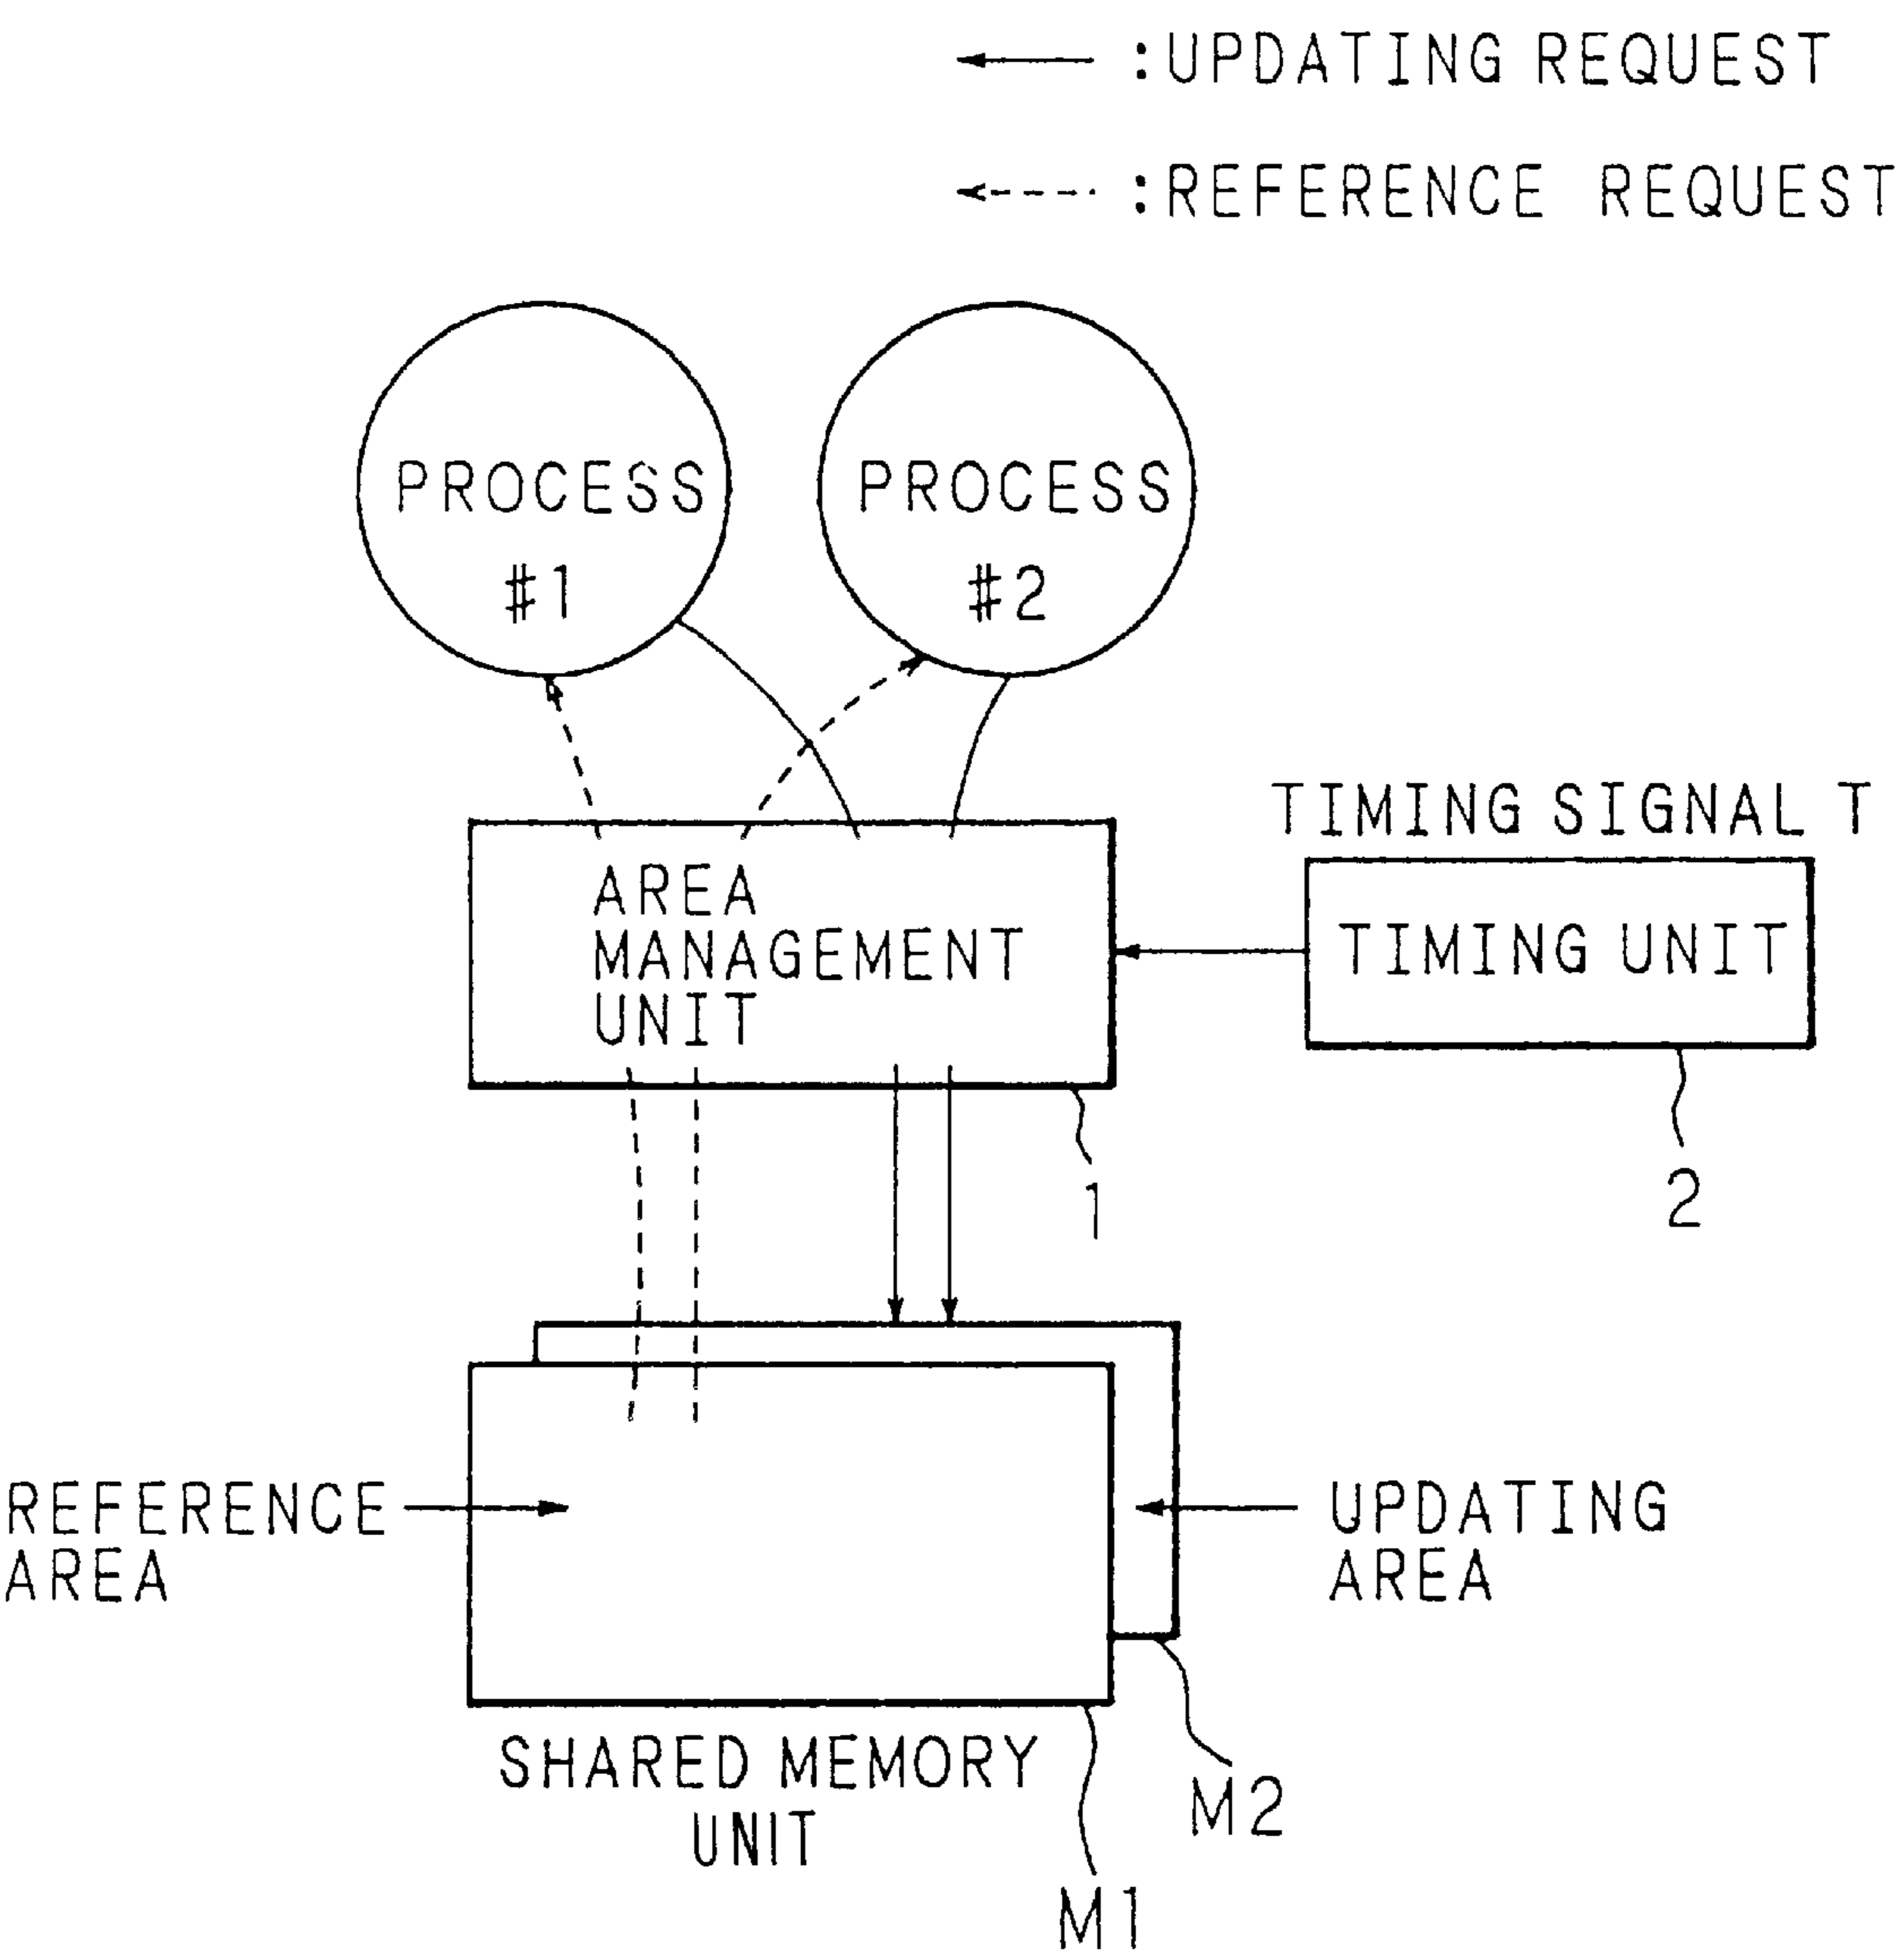 :UPDATING REQUEST
:REFERENCE REQUEST
PROCESS
#1
PROCESS
#2
TIMING SIGNAL T
AREA
MANAGEMENT
UNIT
TIMING UNIT
1
2
REFERENCE
AREA
UPDATING
AREA
SHARED MEMORY
UNIT
M2
M1